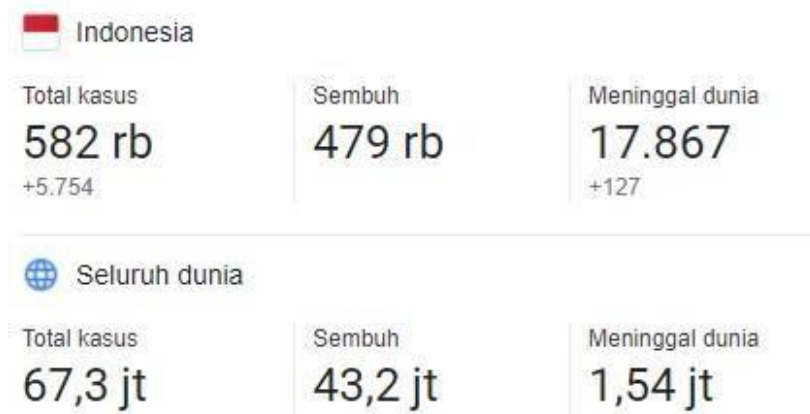 Indonesia
Total kasus Sembuh Meninggal dunia
582 rb 479 rb 17.867
+5.754 +127
Seluruh dunia
Total kasus Sembuh Meninggal dunia
67,3 jt 43,2 jt 1,54 jt